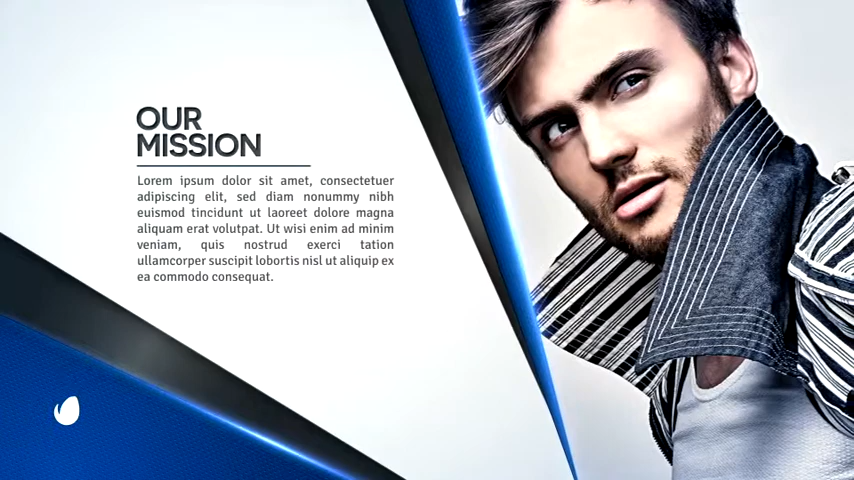 OUR
MISSION
Lorem ipsum dolor sit amet, consectetuer
adipiscing elit, sed diam nonummy nibh
euismod tincidunt ut laoreet dolore magna
aliquam erat volutpat. Ut wisi enim ad minim
veniam, quis nostrud exerci tation
ullamcorper suscipit lobortis nisl ut aliquip ex
ea commodo consequat.